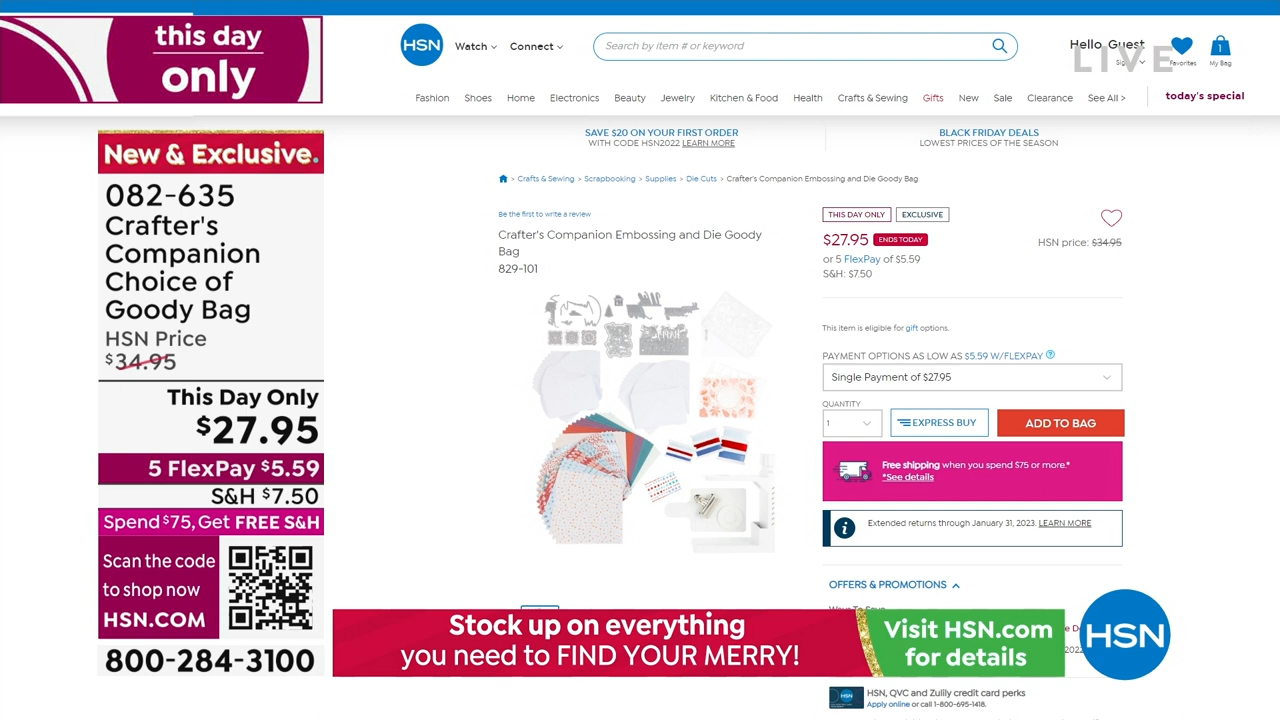 this day
only
New & Exclusive.
082-635
Crafter's
Companion
Choice of
Goody Bag
HSN Price
$34.95
This Day Only
$27.95
5 FlexPay $5.59
S&H $7.50
Spend $75, Get FREE S&H
Scan the code
to shop now
HSN.COM
800-284-3100
HSN
Watch
Connect
Search by item # or keyword
Hello, Guest
LIVE
Favorites
1
My Bag
Fashion Shoes Home Electronics Beauty Jewelry Kitchen & Food Health Crafts & Sewing Gifts New Sale Clearance See All >
today's special
SAVE $20 ON YOUR FIRST ORDER
WITH CODE HSN2022 LEARN MORE
BLACK FRIDAY DEALS
LOWEST PRICES OF THE SEASON
> Crafts & Sewing > Scrapbooking > Supplies > Die Cuts > Crafter's Companion Embossing and Die Goody Bag
Be the first to write a review
Crafter's Companion Embossing and Die Goody
Bag
829-101
THIS DAY ONLY
EXCLUSIVE
$27.95 ENDS TODAY
HSN price: $34.95
or 5 FlexPay of $5.59
S&H: $7.50
This item is eligible for gift options.
PAYMENT OPTIONS AS LOW AS $5.59 W/FLEXPAY ?
Single Payment of $27.95
QUANTITY
1
EXPRESS BUY
ADD TO BAG
Free shipping when you spend $75 or more.*
*See details
Extended returns through January 31, 2023. LEARN MORE
OFFERS & PROMOTIONS
Stock up on everything
you need to FIND YOUR MERRY!
Visit HSN.com
for details
HSN
HSN, QVC and Zulily credit card perks
Apply online or call 1-800-695-1418.